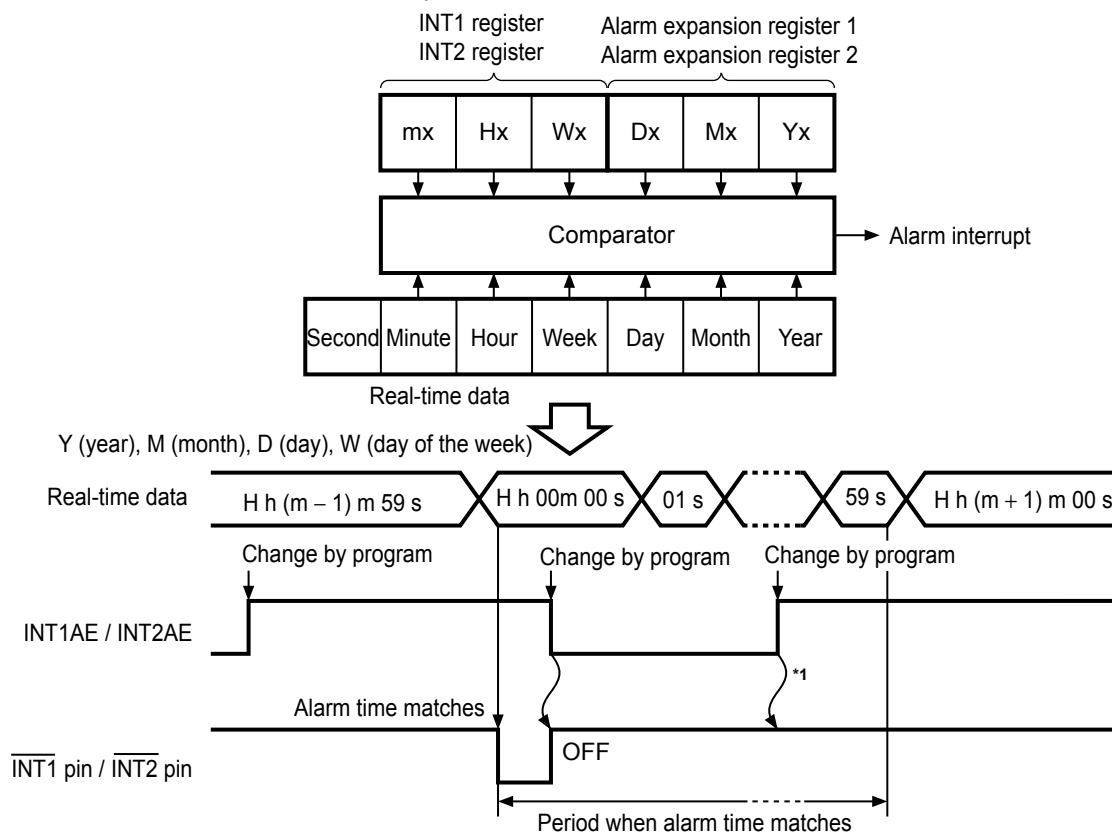 INT1 register
INT2 register
Alarm expansion register 1
Alarm expansion register 2
mx Hx Wx Dx Mx Yx
Comparator
Alarm interrupt
Second Minute Hour Week Day Month Year
Real-time data
Y (year), M (month), D (day), W (day of the week)
Real-time data
H h (m − 1) m 59 s
H h 00m 00 s
01 s
59 s
H h (m + 1) m 00 s
Change by program
Change by program
Change by program
INT1AE / INT2AE
*1
Alarm time matches
OFF
INT1 pin / INT2 pin
Period when alarm time matches